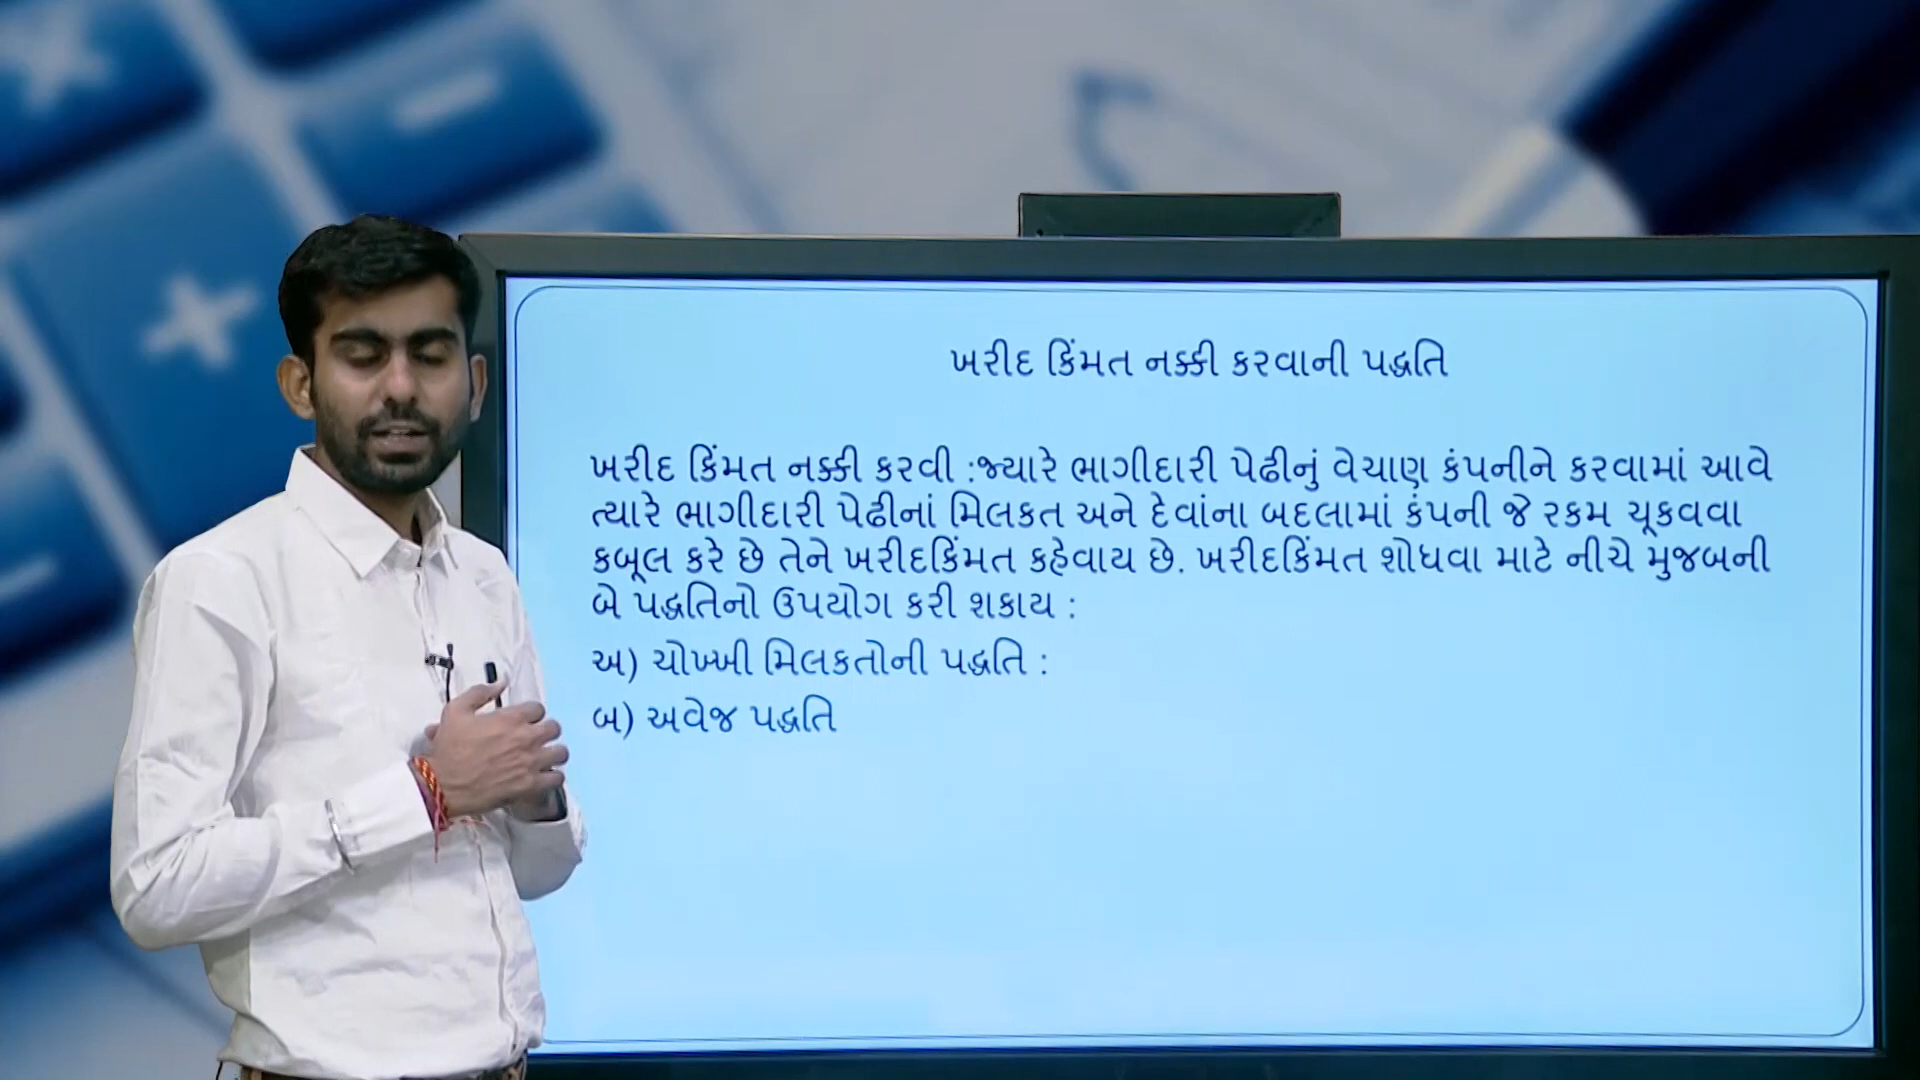 ખરીદ કિંમત નક્કી કરવાની પદ્ધતિ
ખરીદ કિંમત નક્કી કરવી :જ્યારે ભાગીદારી પેઢીનું વેચાણ કંપનીને કરવામાં આવે
ત્યારે ભાગીદારી પેઢીનાં મિલકત અને દેવાંના બદલામાં કંપની જે રકમ ચૂકવવા
કબૂલ કરે છે તેને ખરીદકિંમત કહેવાય છે. ખરીદકિંમત શોધવા માટે નીચે મુજબની
બે પદ્ધતિનો ઉપયોગ કરી શકાય :
અ) ચોખ્ખી મિલકતોની પદ્ધતિ :
બ) અવેજ પદ્ધતિ